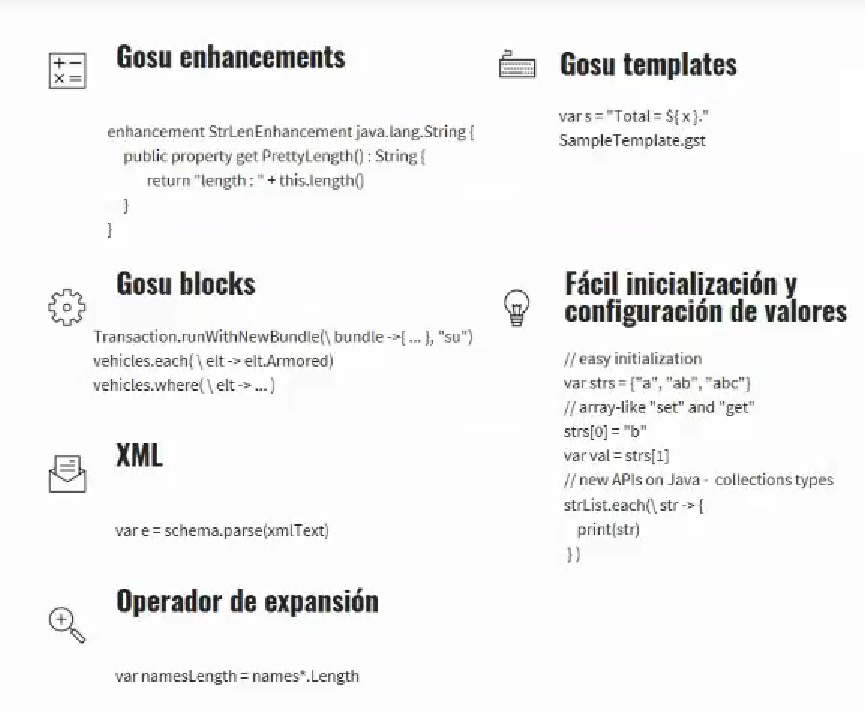 Gosu enhancements
enhancement StrLenEnhancement java.lang.String {
public property get PrettyLength() : String {
return "length : " + this.length()
}
}
Gosu blocks
Transaction.runWithNewBundle(\ bundle ->{ ... }, "su")
vehicles.each( \ elt -> elt.Armored)
vehicles.where( \ elt -> ... )
XML
var e = schema.parse(xmlText)
Operador de expansión
var namesLength = names*.Length
Gosu templates
var s = "Total = ${ x }."
SampleTemplate.gst
Fácil inicialización y
configuración de valores
// easy initialization
var strs = {"a", "ab", "abc"}
// array-like "set" and "get"
strs[0] = "b"
var val = strs[1]
// new APIs on Java - collections types
strList.each(\ str -> {
print(str)
} )